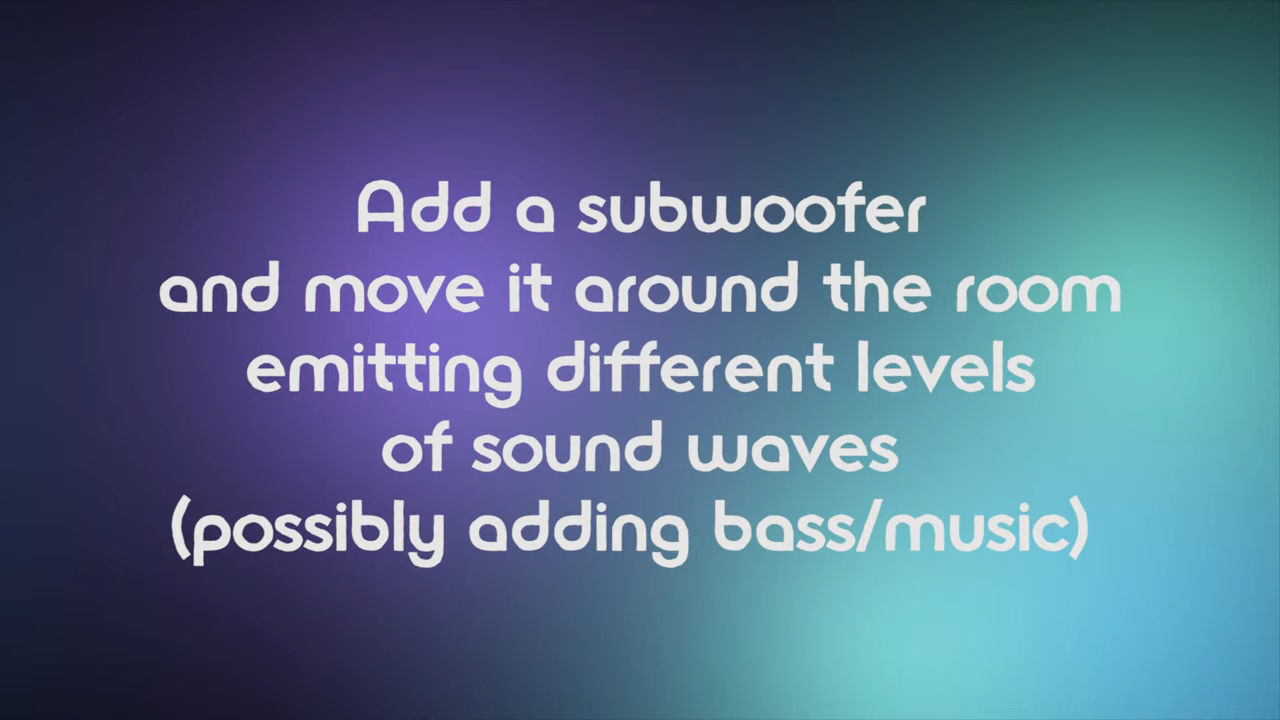 Add a subwoofer
and move it around the room
emitting different levels
of sound waves
(possibly adding bass/music)